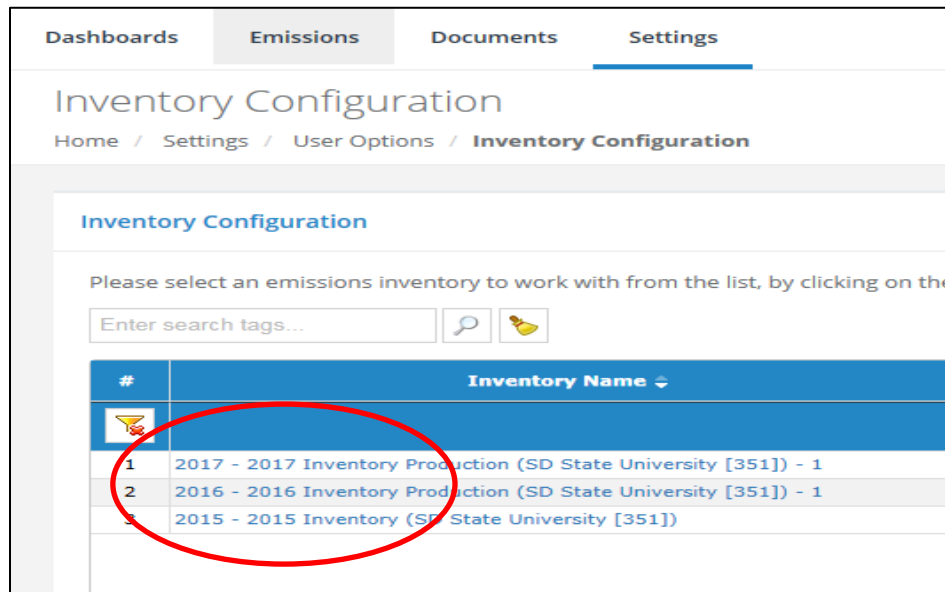 Dashboards Emissions Documents Settings
Inventory Configuration
Home / Settings / User Options / Inventory Configuration
Inventory Configuration
Please select an emissions inventory to work with from the list, by clicking on the
Enter search tags...
# Inventory Name
1 2017 - 2017 Inventory Production (SD State University [351]) - 1
2 2016 - 2016 Inventory Production (SD State University [351]) - 1
3 2015 - 2015 Inventory (SD State University [351])